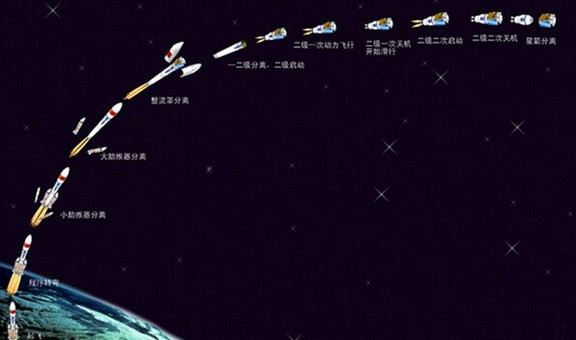 二级一次动力飞行
二级一次关机
开始滑行
二级二次启动
二级二次关机
星箭分离
一二级分离、二级启动
整流罩分离
大助推器分离
小助推器分离
程序转弯